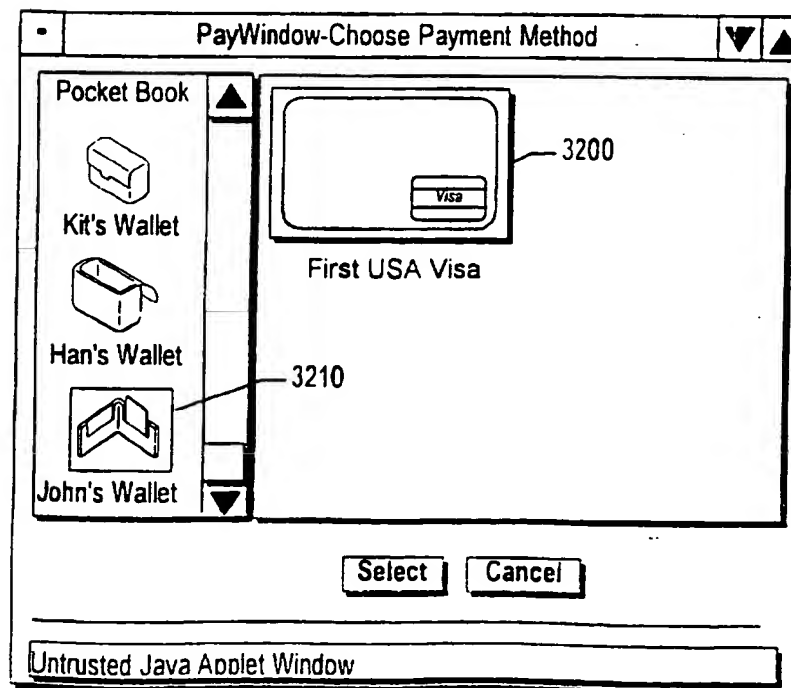 PayWindow-Choose Payment Method
Pocket Book
Kit's Wallet
Han's Wallet
John's Wallet
Visa
3200
First USA Visa
3210
Select
Cancel
Untrusted Java Applet Window